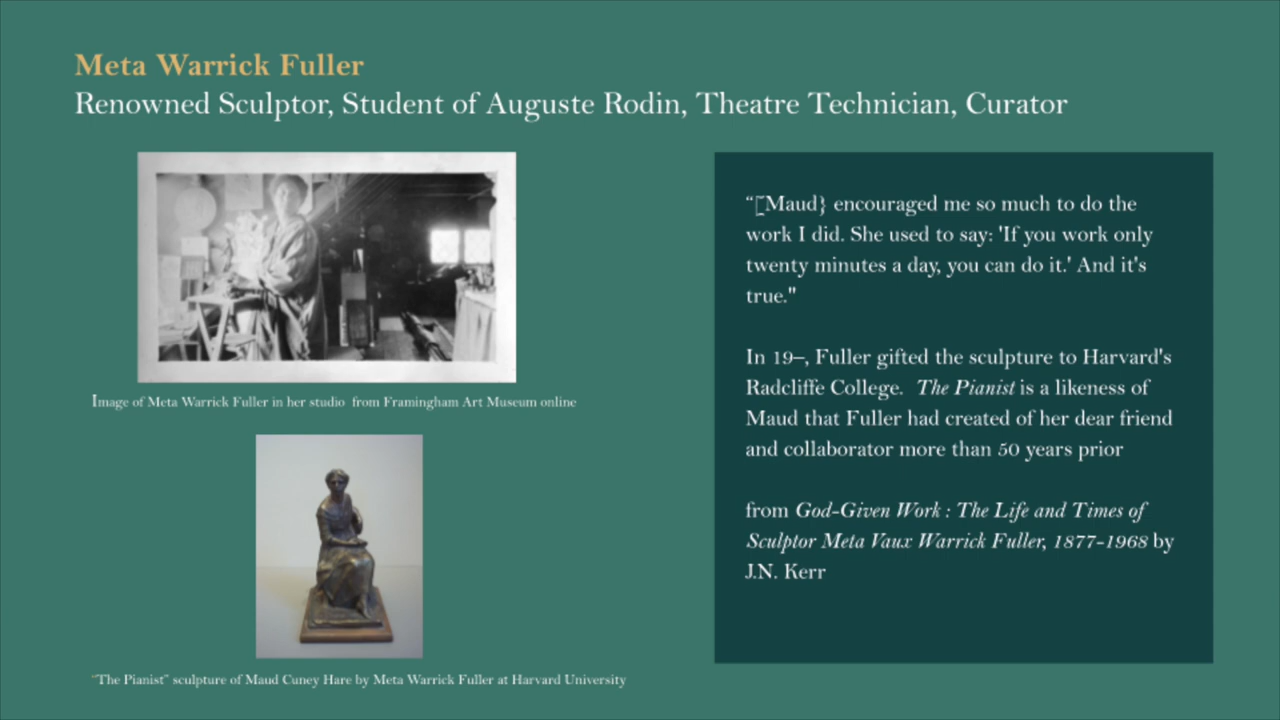 Meta Warrick Fuller
Renowned Sculptor, Student of Auguste Rodin, Theatre Technician, Curator
Image of Meta Warrick Fuller in her studio from Framingham Art Museum online
"The Pianist" sculpture of Maud Cuney Hare by Meta Warrick Fuller at Harvard University
“[Maud} encouraged me so much to do the
work I did. She used to say: 'If you work only
twenty minutes a day, you can do it.' And it's
true."
In 19–, Fuller gifted the sculpture to Harvard's
Radcliffe College. The Pianist is a likeness of
Maud that Fuller had created of her dear friend
and collaborator more than 50 years prior
from God-Given Work : The Life and Times of
Sculptor Meta Vaux Warrick Fuller, 1877-1968 by
J.N. Kerr